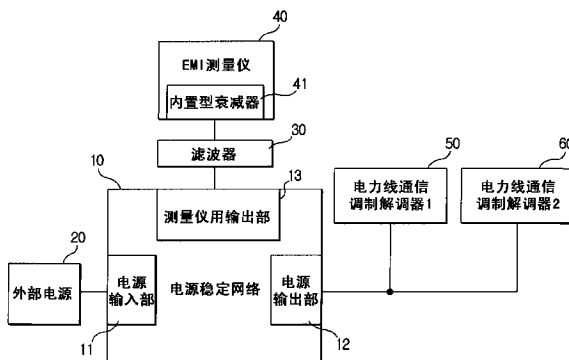 40
EMI测量仪
41
内置型衰减器
30
滤波器
50
60
10
13
电力线通信
调制解调器1
电力线通信
调制解调器2
测量仪用输出部
20
外部电源
电源
输入部
电源稳定网络
电源
输出部
11
12